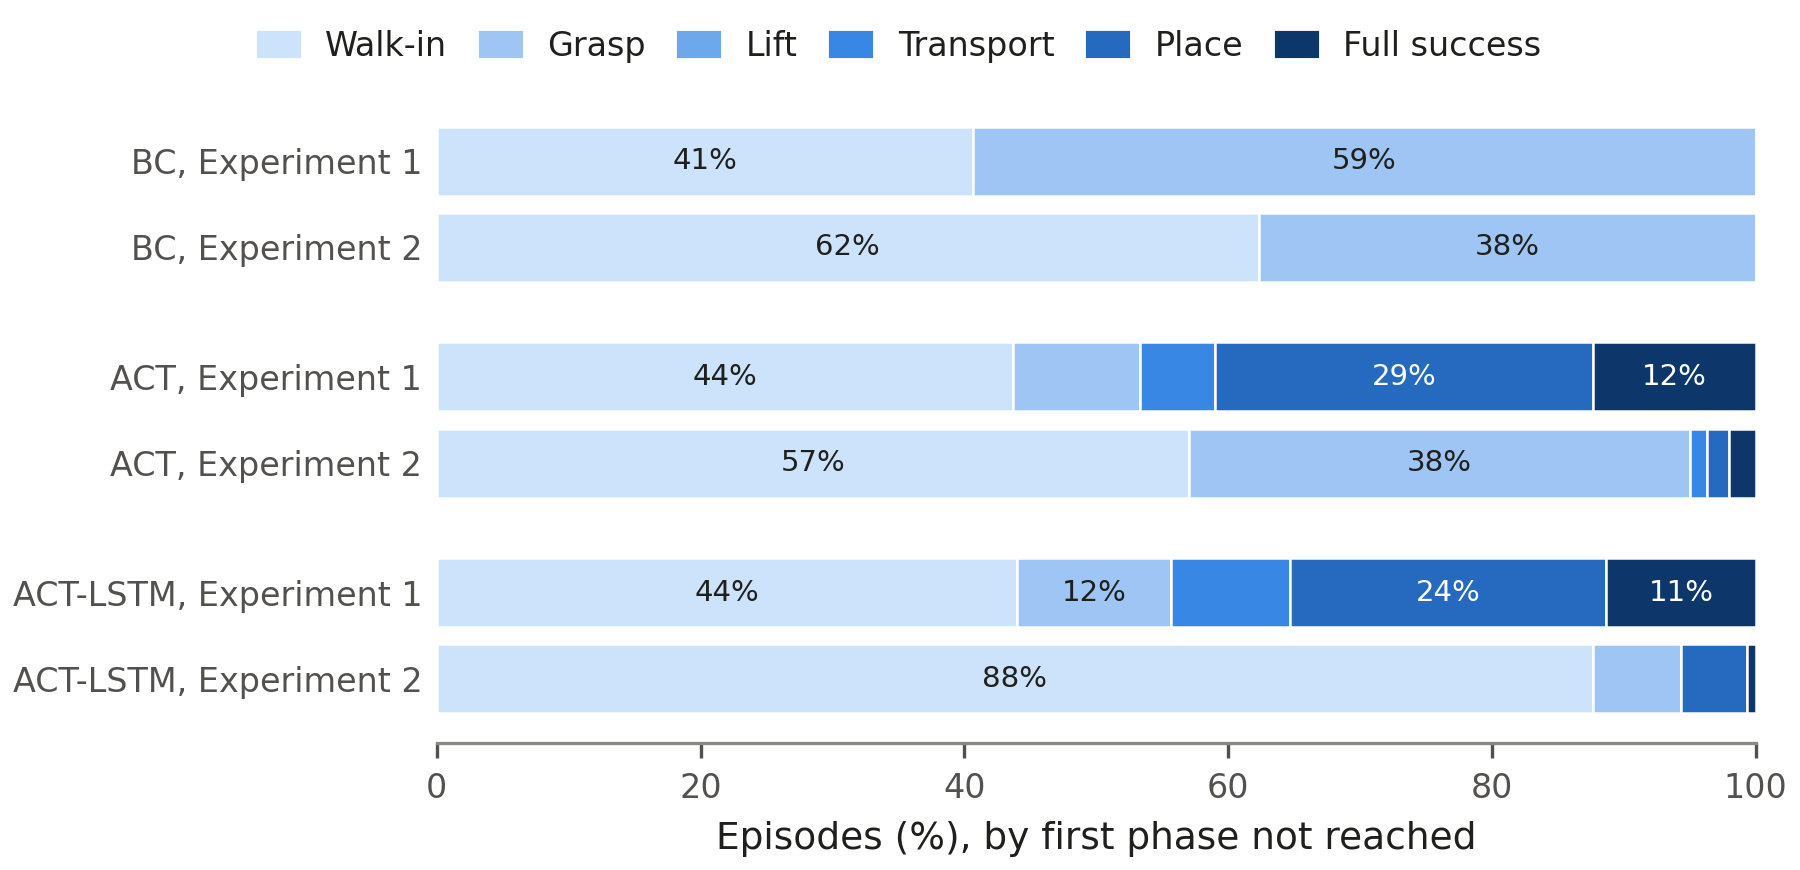 Walk-in Grasp Lift Transport Place Full success
BC, Experiment 1 41% 59%
BC, Experiment 2 62% 38%
ACT, Experiment 1 44% 29% 12%
ACT, Experiment 2 57% 38%
ACT-LSTM, Experiment 1 44% 12% 24% 11%
ACT-LSTM, Experiment 2 88%
0 20 40 60 80 100
Episodes (%), by first phase not reached